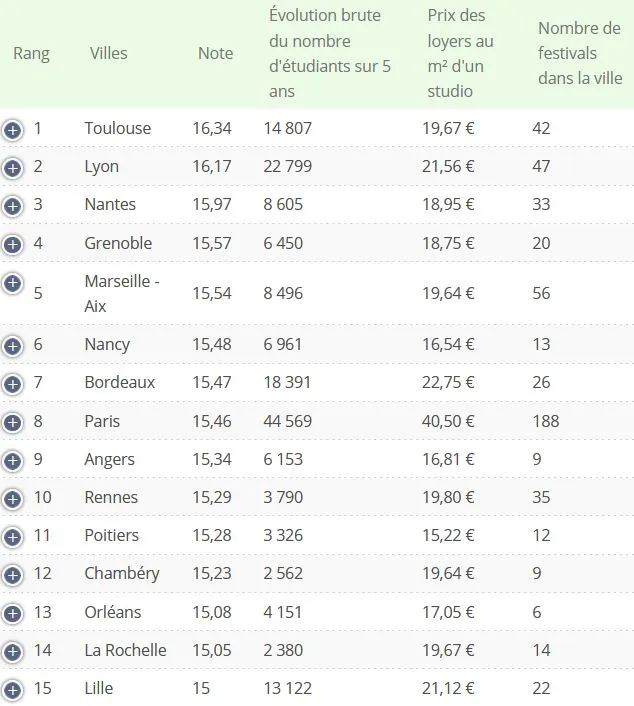 Rang Villes Note Évolution brute du nombre d'étudiants sur 5 ans Prix des loyers au m² d'un studio Nombre de festivals dans la ville
1 Toulouse 16,34 14 807 19,67 € 42
2 Lyon 16,17 22 799 21,56 € 47
3 Nantes 15,97 8 605 18,95 € 33
4 Grenoble 15,57 6 450 18,75 € 20
5 Marseille - Aix 15,54 8 496 19,64 € 56
6 Nancy 15,48 6 961 16,54 € 13
7 Bordeaux 15,47 18 391 22,75 € 26
8 Paris 15,46 44 569 40,50 € 188
9 Angers 15,34 6 153 16,81 € 9
10 Rennes 15,29 3 790 19,80 € 35
11 Poitiers 15,28 3 326 15,22 € 12
12 Chambéry 15,23 2 562 19,64 € 9
13 Orléans 15,08 4 151 17,05 € 6
14 La Rochelle 15,05 2 380 19,67 € 14
15 Lille 15 13 122 21,12 € 22